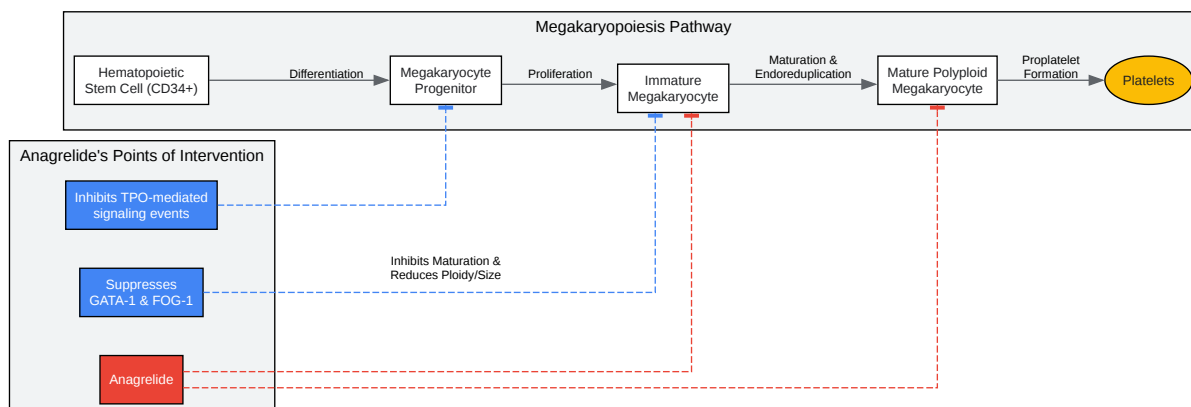 Megakaryopoiesis Pathway
Hematopoietic
Stem Cell (CD34+)
Differentiation
Megakaryocyte
Progenitor
Proliferation
Immature
Megakaryocyte
Maturation &
Endoreduplication
Mature Polyploid
Megakaryocyte
Proplatelet
Formation
Platelets
Anagrelide's Points of Intervention
Inhibits TPO-mediated
signaling events
Inhibits Maturation &
Reduces Ploidy/Size
Suppresses
GATA-1 & FOG-1
Anagrelide